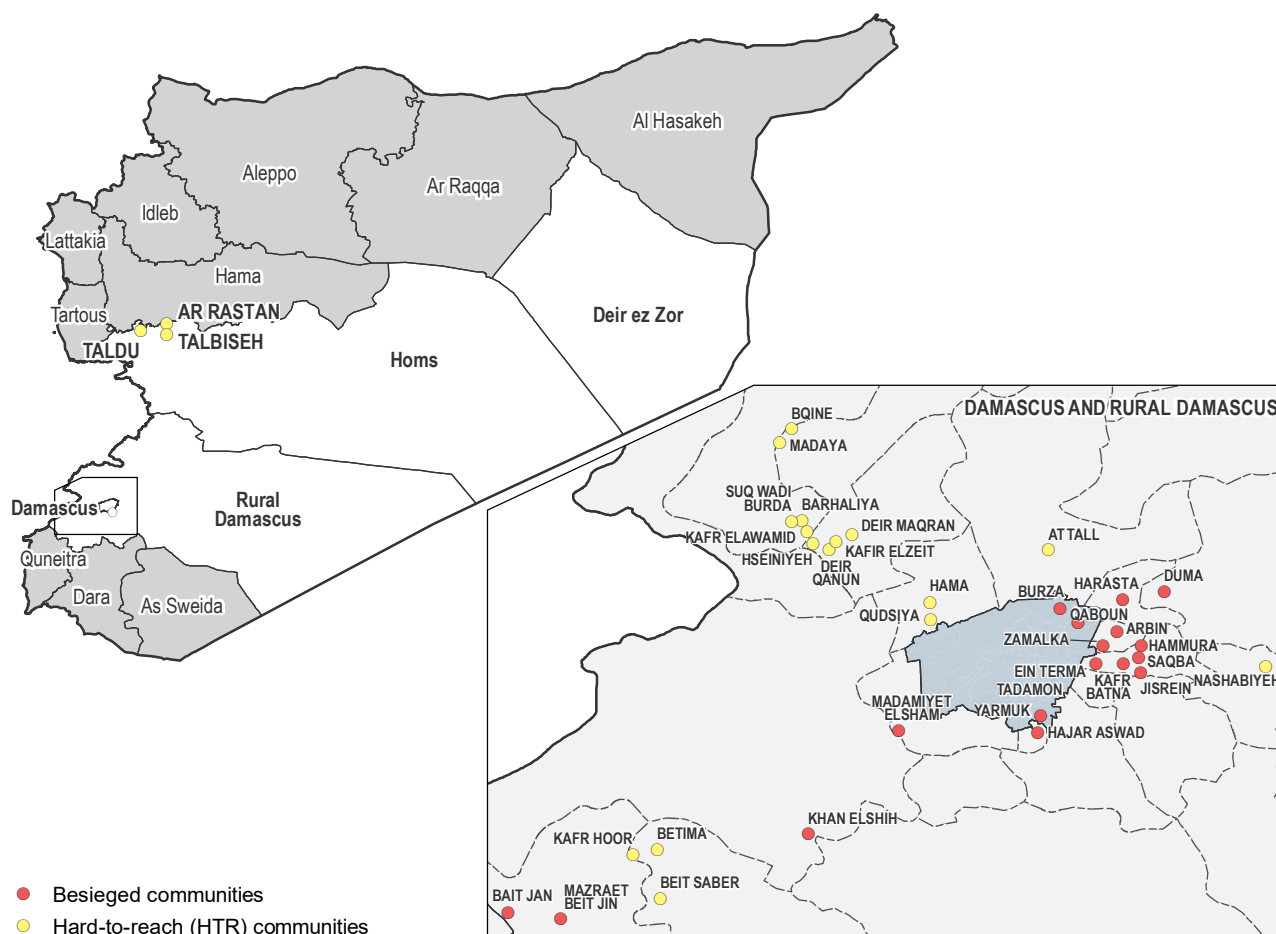 Al Hasakeh
Aleppo
Ar Raqqa
Idleb
Lattakia
Hama
Tartous
AR RASTAN
TALBISEH
TALDU
Deir ez Zor
Homs
Damascus
Rural
Damascus
Quneitra
Dara
As Sweida
DAMASCUS AND RURAL DAMASCUS
BQINE
MADAYA
SUQ WADI
BURDA
BARHALIYA
KAFR ELAWAMID
DEIR MAQRAN
KAFIR ELZEIT
HSEINIYEH
DEIR
QANUN
ATTALL
HAMA
QUDSIYA
BURZA
HARASTA
DUMA
QABOUN
ARBIN
ZAMALKA
HAMMURA
SAQBA
EIN TERMA
KAFR
BATNA
JISREIN
NASHABIYEH
TADAMON
YARMUK
HAJAR ASWAD
MADAMIYET
ELSHAM
KHAN ELSHIH
KAFR HOOR
BETIMA
BEIT SABER
BAIT JAN
MAZRAET
BEIT JIN
Besieged communities
Hard-to-reach (HTR) communities